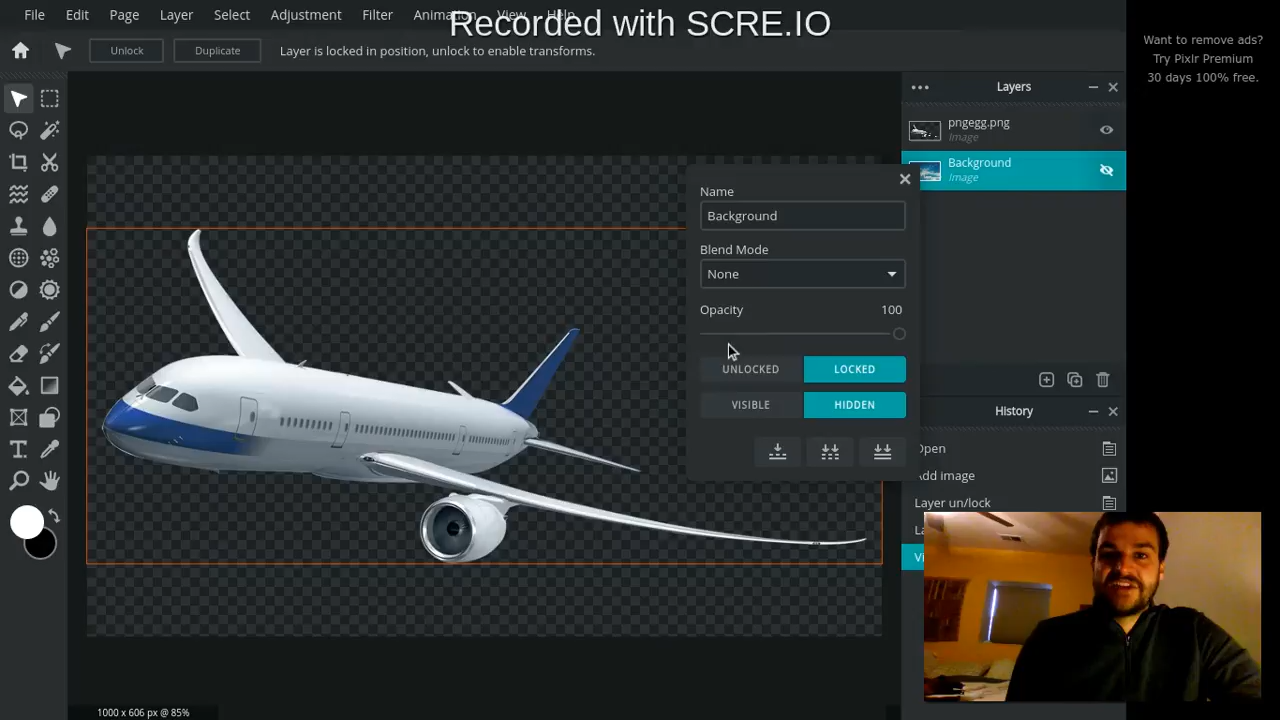 File Edit Page Layer Select Adjustment Filter Animation View Help
Recorded with SCRE.IO
Unlock
Duplicate
Layer is locked in position, unlock to enable transforms.
Want to remove ads?
Try Pixlr Premium
30 days 100% free.
Layers
pngegg.png
Image
Background
Image
Name
Background
Blend Mode
None
Opacity 100
UNLOCKED LOCKED
VISIBLE HIDDEN
History
Open
Add image
Layer un/lock
1000 x 606 px @ 85%